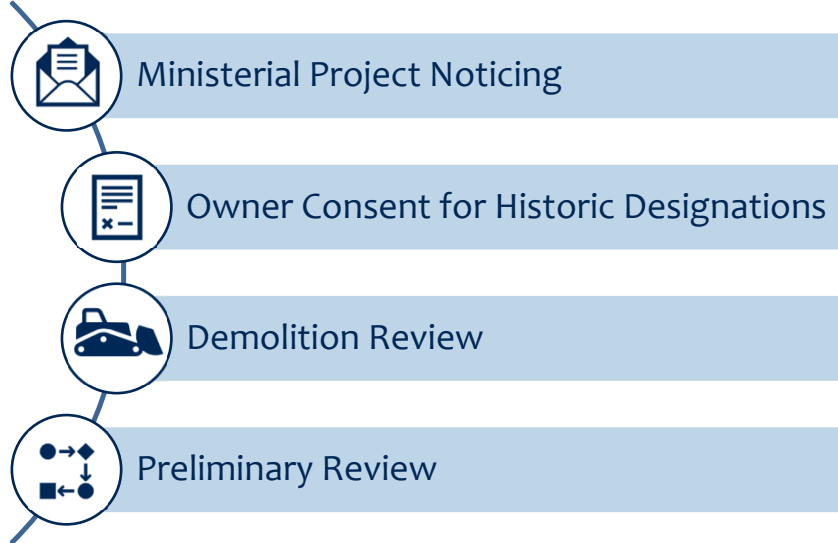 Ministerial Project Noticing
Owner Consent for Historic Designations
Demolition Review
Preliminary Review